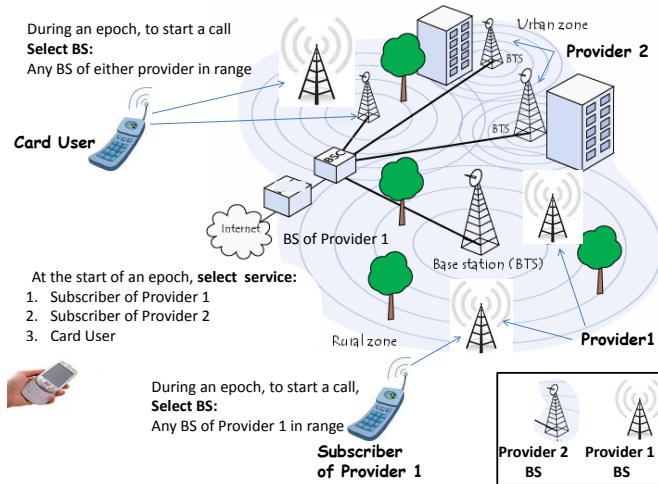 During an epoch, to start a call
Select BS:
Any BS of either provider in range
Card User
Urban zone
Provider 2
BTS
BTS
BSC
Internet
BS of Provider 1
Base station (BTS)
At the start of an epoch, select service:
1. Subscriber of Provider 1
2. Subscriber of Provider 2
3. Card User
Rural zone
Provider1
During an epoch, to start a call,
Select BS:
Any BS of Provider 1 in range
Subscriber
of Provider 1
Provider 2
BS
Provider 1
BS